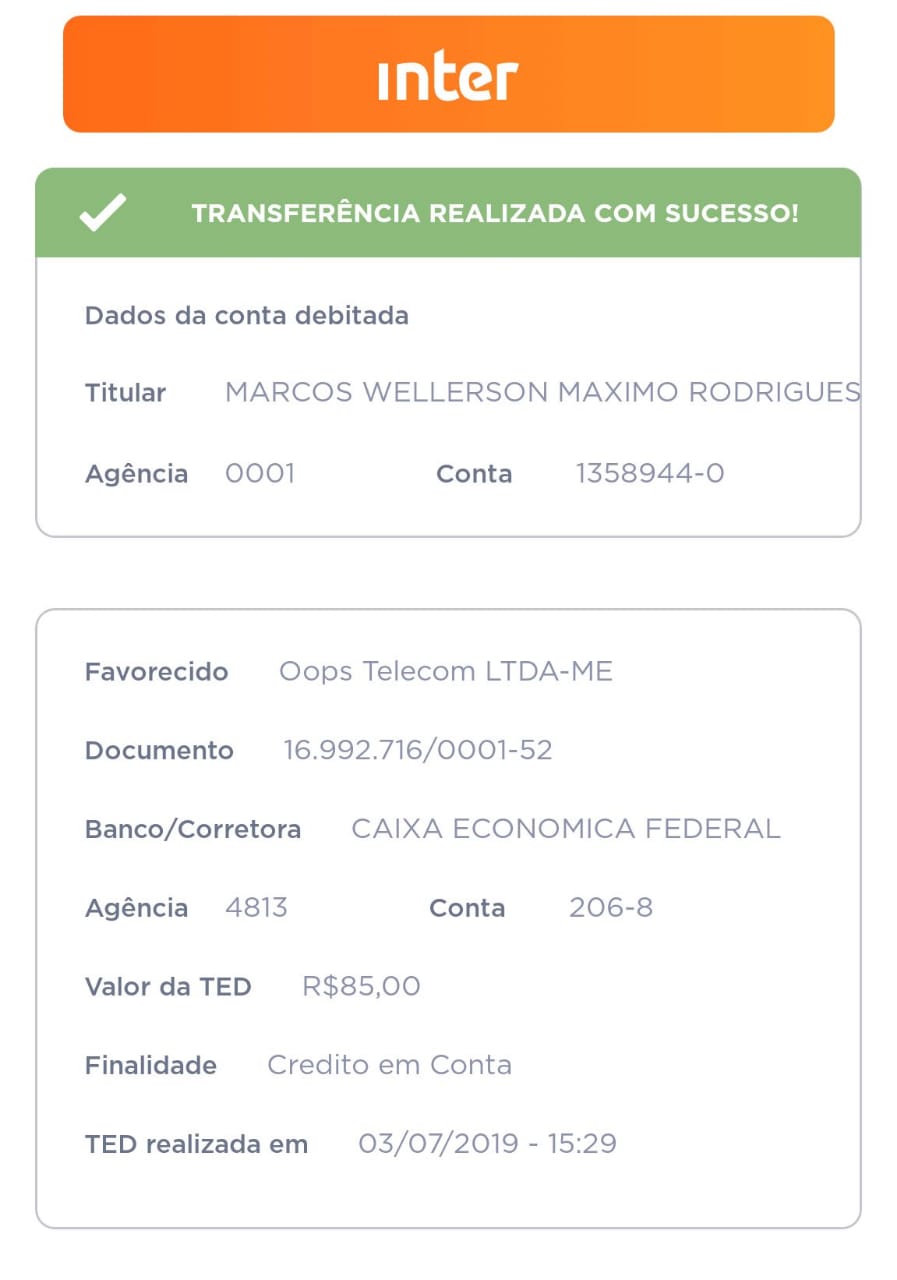 inter
TRANSFERÊNCIA REALIZADA COM SUCESSO!
Dados da conta debitada
Titular MARCOS WELLERSON MAXIMO RODRIGUES
Agência 0001 Conta 1358944-0
Favorecido Oops Telecom LTDA-ME
Documento 16.992.716/0001-52
Banco/Corretora CAIXA ECONOMICA FEDERAL
Agência 4813 Conta 206-8
Valor da TED R$85,00
Finalidade Credito em Conta
TED realizada em 03/07/2019 - 15:29